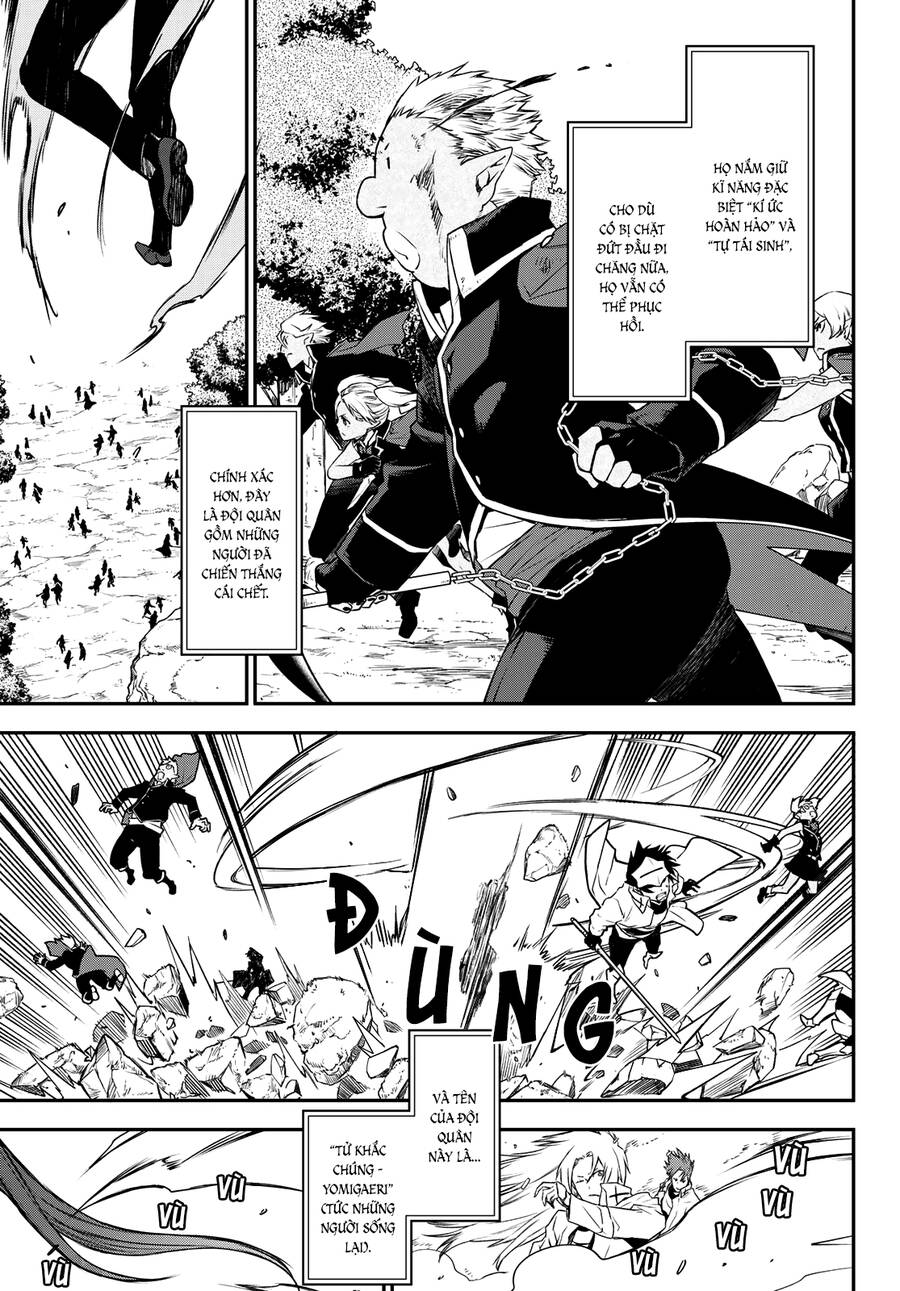 HỌ NẮM GIỮ
KĨ NĂNG ĐẶC
BIỆT "KÍ ỨC
HOÀN HẢO" VÀ
"TỰ TÁI SINH".
CHO DÙ
CÓ BỊ CHẶT
ĐỨT ĐẦU ĐI
CHĂNG NỮA,
HỌ VẪN CÓ
THỂ PHỤC
HỒI.
CHÍNH XÁC
HƠN, ĐÂY
LÀ ĐỘI QUÂN
GỒM NHỮNG
NGƯỜI ĐÃ
CHIẾN THẮNG
CÁI CHẾT.
ĐÙNG
VÀ TÊN
CỦA ĐỘI
QUÂN
NÀY LÀ...
"TỬ KHẮC
CHÚNG -
YOMIGAERI"
(TỨC NHỮNG
NGƯỜI SỐNG
LẠI).
VÙ
VÙ
VÙ
VÙ
VÙ
VÙ
VÙ
VÙ